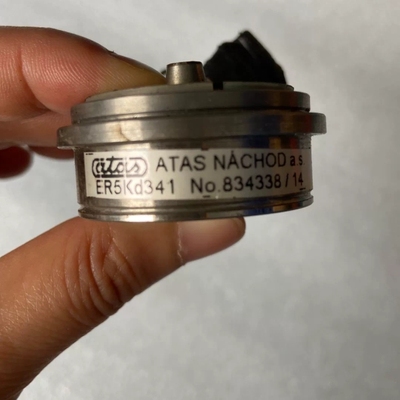 atas ATAS NÁCHOD a s
ER5Kd341 No.834338/14